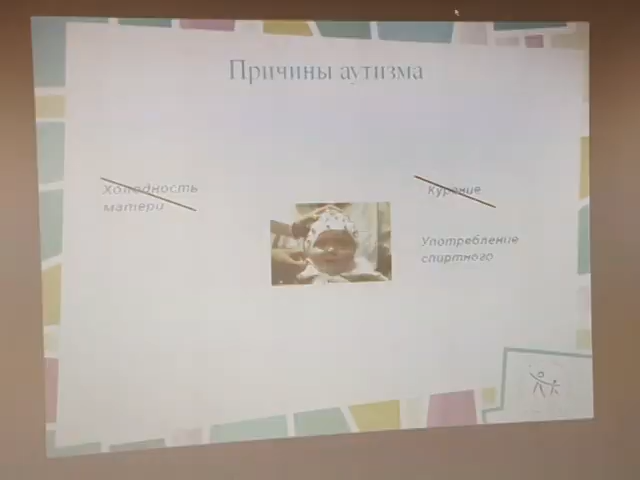 Причины аутизма
Холодность
матери
Курение
Употребление
спиртного